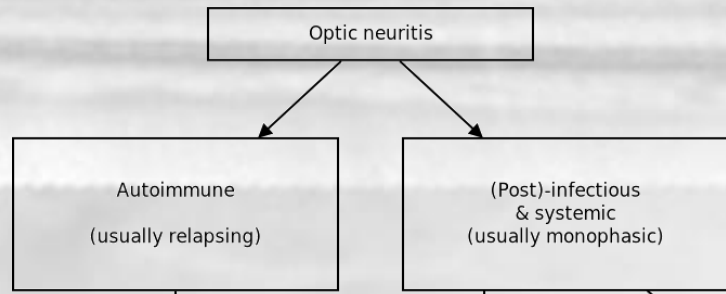 Optic neuritis
Autoimmune
(usually relapsing)
(Post)-infectious
& systemic
(usually monophasic)